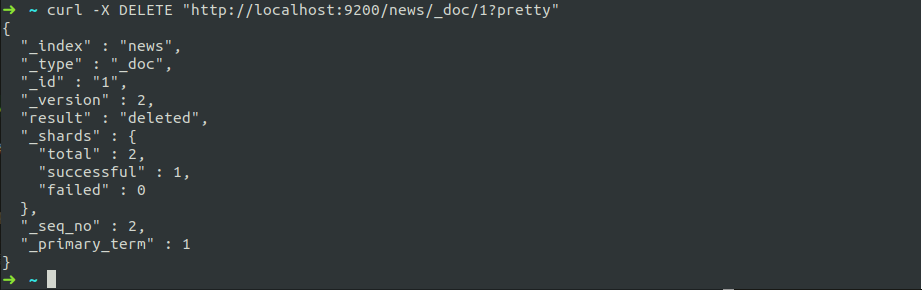 ➜ ~ curl -X DELETE "http://localhost:9200/news/_doc/1?pretty"
{
  "_index" : "news",
  "_type" : "_doc",
  "_id" : "1",
  "_version" : 2,
  "result" : "deleted",
  "_shards" : {
    "total" : 2,
    "successful" : 1,
    "failed" : 0
  },
  "_seq_no" : 2,
  "_primary_term" : 1
}
➜ ~